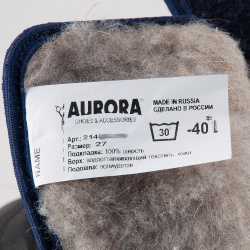 AURORA
SHOES & ACCESSORIES
MADE IN RUSSIA
СДЕЛАНО В РОССИИ
Арт: 214
30
-40
Размер: 27
Подкладка: 100% шерсть
Верх: водоотталкивающий текстиль, кожа
Подошва: полиуретан
NAME